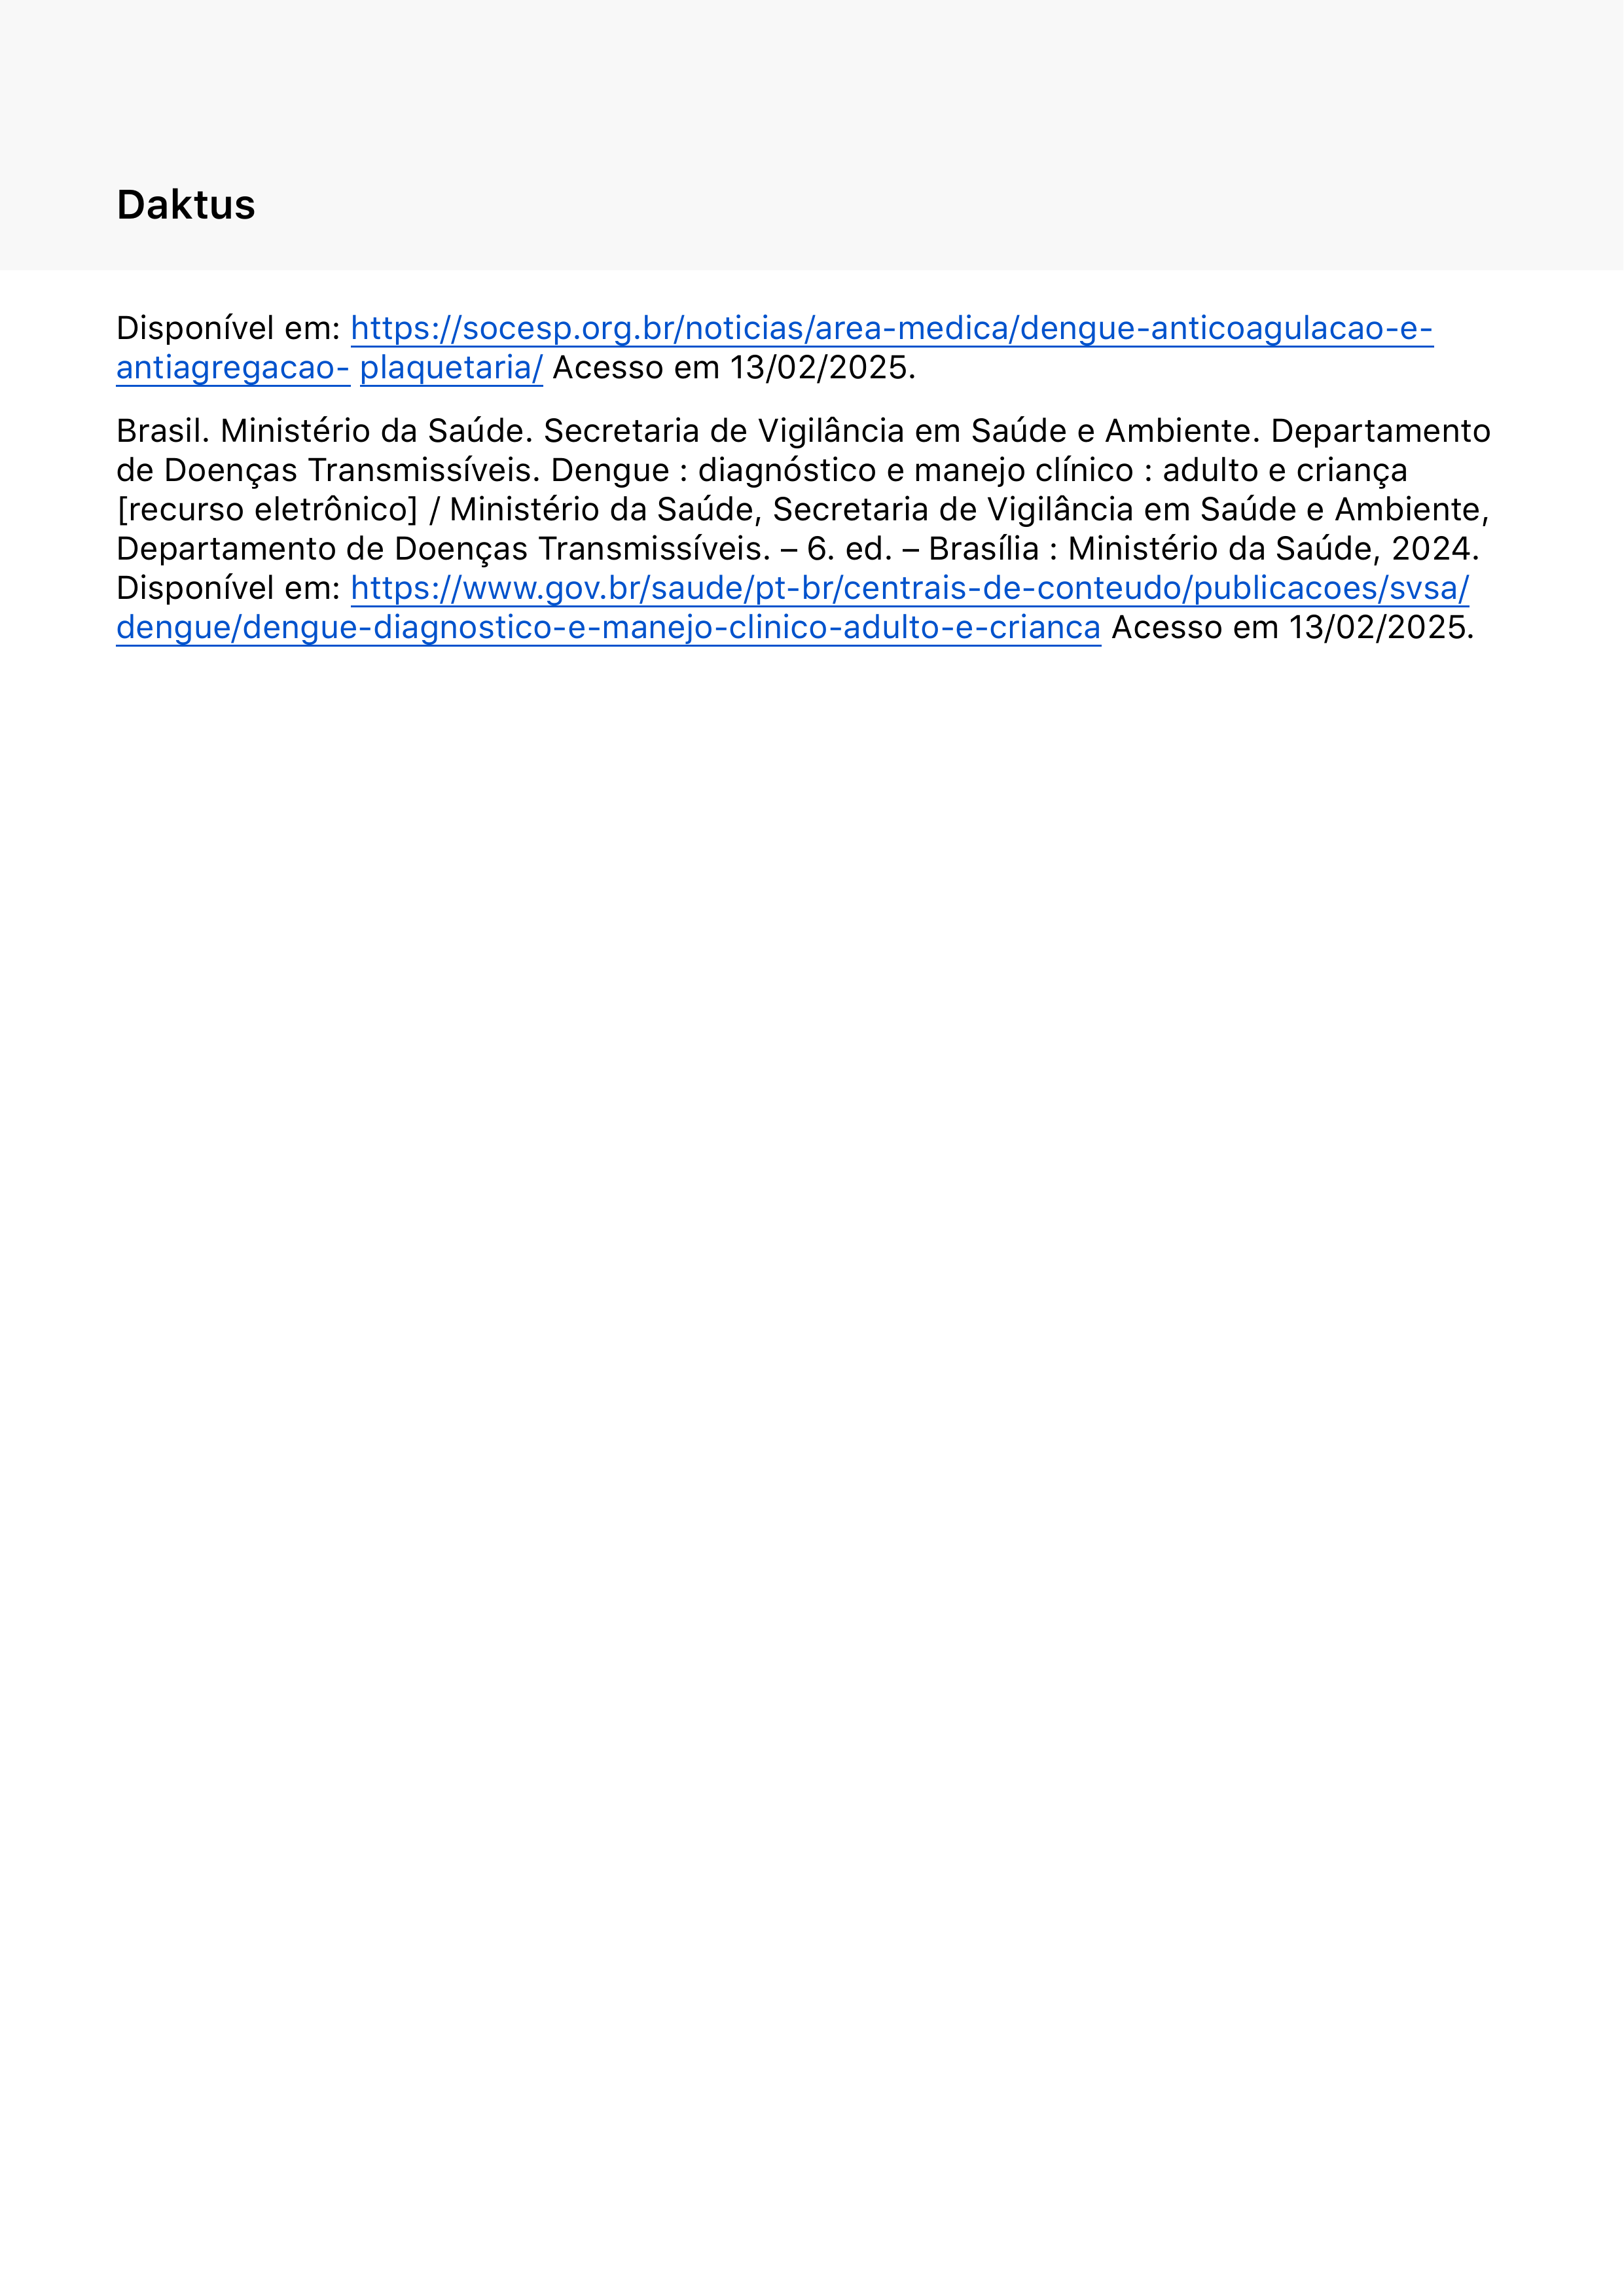 Daktus
Disponível em: https://socesp.org.br/noticias/area-medica/dengue-anticoagulacao-e-
antiagregacao- plaquetaria/ Acesso em 13/02/2025.
Brasil. Ministério da Saúde. Secretaria de Vigilância em Saúde e Ambiente. Departamento
de Doenças Transmissíveis. Dengue : diagnóstico e manejo clínico : adulto e criança
[recurso eletrônico] / Ministério da Saúde, Secretaria de Vigilância em Saúde e Ambiente,
Departamento de Doenças Transmissíveis. – 6. ed. – Brasília : Ministério da Saúde, 2024.
Disponível em: https://www.gov.br/saude/pt-br/centrais-de-conteudo/publicacoes/svsa/
dengue/dengue-diagnostico-e-manejo-clinico-adulto-e-crianca Acesso em 13/02/2025.